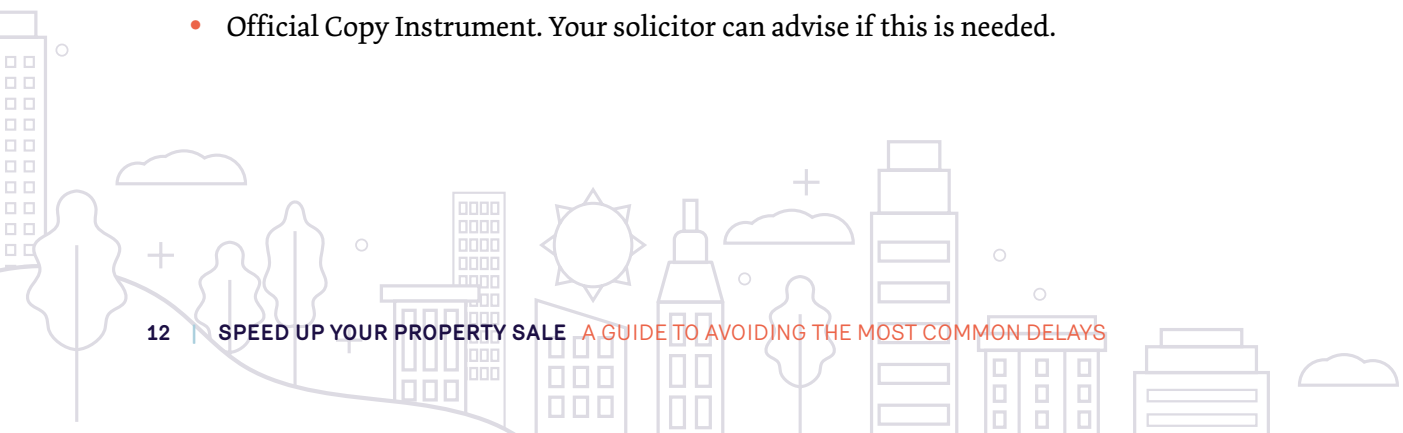 • Official Copy Instrument. Your solicitor can advise if this is needed.
12 | SPEED UP YOUR PROPERTY SALE A GUIDE TO AVOIDING THE MOST COMMON DELAYS